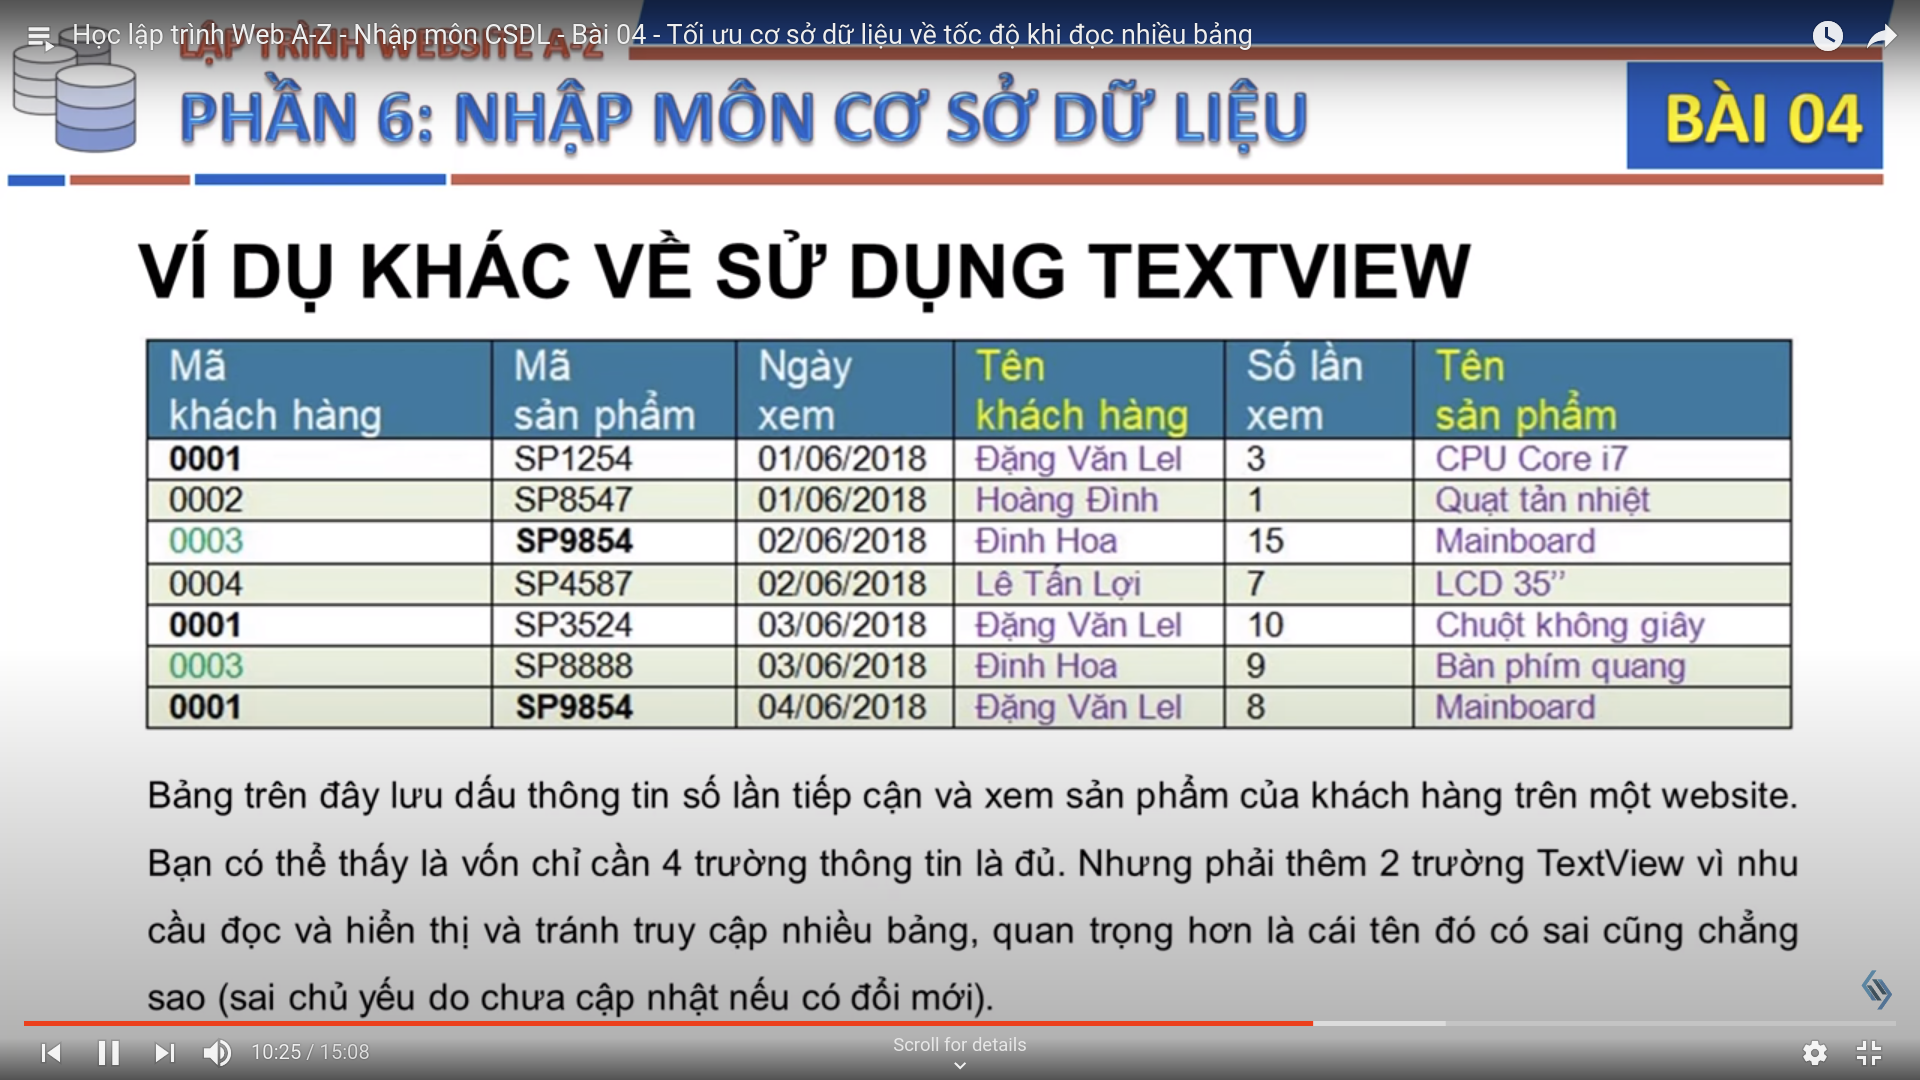 Học lập trình Web A-Z - Nhập môn CSDL - Bài 04 - Tối ưu cơ sở dữ liệu về tốc độ khi đọc nhiều bảng
LẬP TRÌNH WEBSITE A-Z
PHẦN 6: NHẬP MÔN CƠ SỞ DỮ LIỆU
BÀI 04
VÍ DỤ KHÁC VỀ SỬ DỤNG TEXTVIEW
Mã khách hàng Mã sản phẩm Ngày xem Tên khách hàng Số lần xem Tên sản phẩm
0001 SP1254 01/06/2018 Đặng Văn Lel 3 CPU Core i7
0002 SP8547 01/06/2018 Hoàng Đình 1 Quạt tản nhiệt
0003 SP9854 02/06/2018 Đinh Hoa 15 Mainboard
0004 SP4587 02/06/2018 Lê Tấn Lợi 7 LCD 35’’
0001 SP3524 03/06/2018 Đặng Văn Lel 10 Chuột không giây
0003 SP8888 03/06/2018 Đinh Hoa 9 Bàn phím quang
0001 SP9854 04/06/2018 Đặng Văn Lel 8 Mainboard
Bảng trên đây lưu dấu thông tin số lần tiếp cận và xem sản phẩm của khách hàng trên một website.
Bạn có thể thấy là vốn chỉ cần 4 trường thông tin là đủ. Nhưng phải thêm 2 trường TextView vì nhu
cầu đọc và hiển thị và tránh truy cập nhiều bảng, quan trọng hơn là cái tên đó có sai cũng chẳng
sao (sai chủ yếu do chưa cập nhật nếu có đổi mới).
10:25 / 15:08
Scroll for details